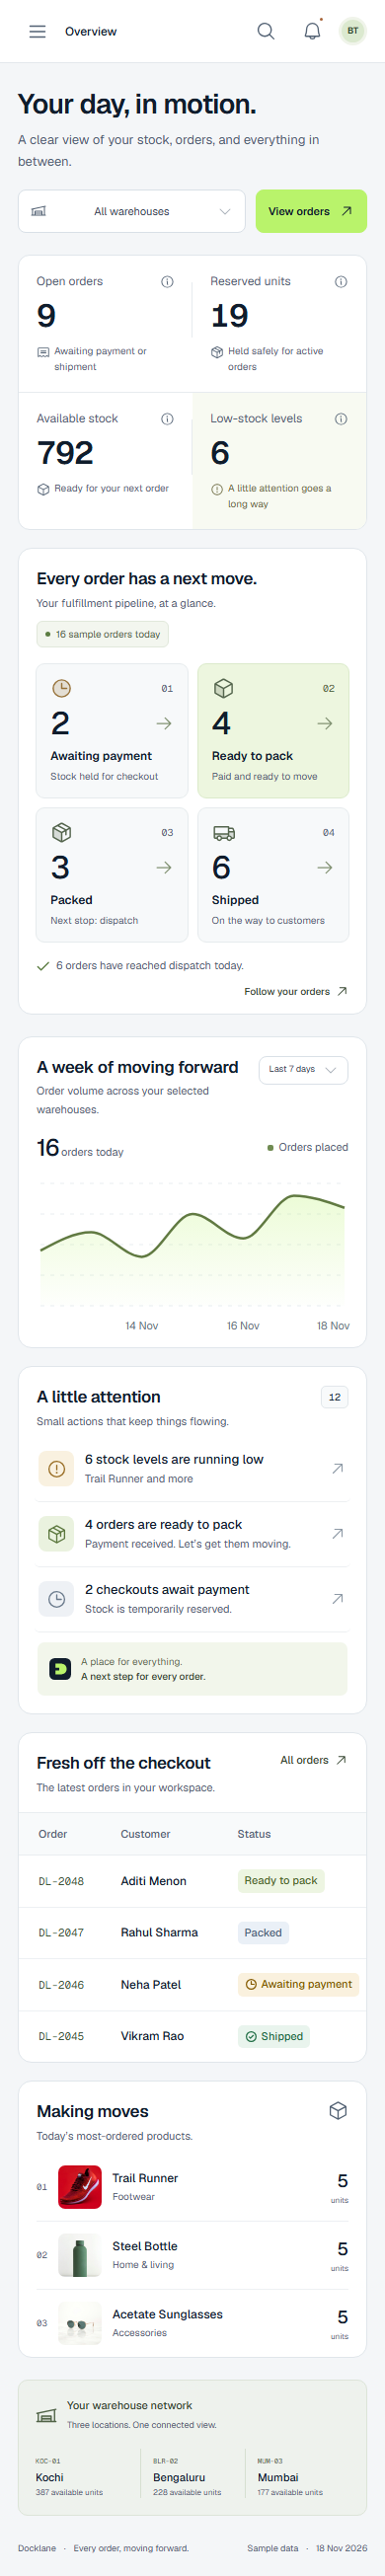 Overview
BT
Your day, in motion.
A clear view of your stock, orders, and everything in
between.
All warehouses
View orders
Open orders
Reserved units
9
19
Awaiting payment or
shipment
Held safely for active
orders
Available stock
Low-stock levels
792
6
Ready for your next order
A little attention goes a
long way
Every order has a next move.
Your fulfillment pipeline, at a glance.
16 sample orders today
01
2
Awaiting payment
Stock held for checkout
02
4
Ready to pack
Paid and ready to move
03
3
Packed
Next stop: dispatch
04
6
Shipped
On the way to customers
6 orders have reached dispatch today.
Follow your orders
A week of moving forward
Last 7 days
Order volume across your selected
warehouses.
16 orders today
Orders placed
14 Nov
16 Nov
18 Nov
A little attention
12
Small actions that keep things flowing.
6 stock levels are running low
Trail Runner and more
4 orders are ready to pack
Payment received. Let's get them moving.
2 checkouts await payment
Stock is temporarily reserved.
A place for everything.
A next step for every order.
Fresh off the checkout
All orders
The latest orders in your workspace.
Order Customer Status
DL-2048 Aditi Menon Ready to pack
DL-2047 Rahul Sharma Packed
DL-2046 Neha Patel Awaiting payment
DL-2045 Vikram Rao Shipped
Making moves
Today's most-ordered products.
01
Trail Runner
Footwear
5
units
02
Steel Bottle
Home & living
5
units
03
Acetate Sunglasses
Accessories
5
units
Your warehouse network
Three locations. One connected view.
KOC-01
Kochi
387 available units
BLR-02
Bengaluru
228 available units
MUM-03
Mumbai
177 available units
Docklane · Every order, moving forward.
Sample data · 18 Nov 2026